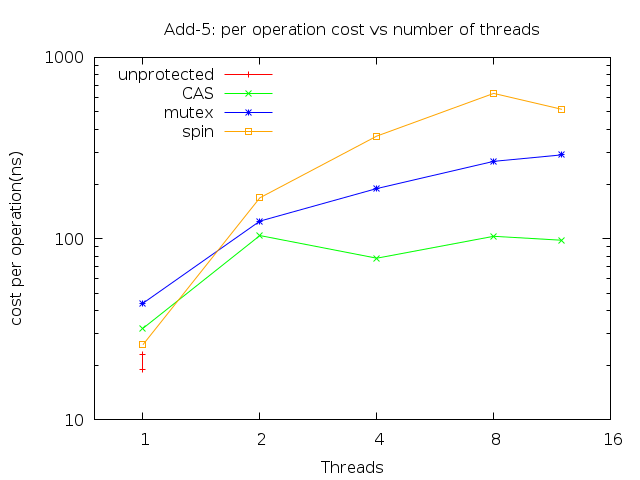 Add-5: per operation cost vs number of threads
1000
unprotected
CAS
mutex
spin
cost per operation(ns)
100
10
1 2 4 8 16
Threads